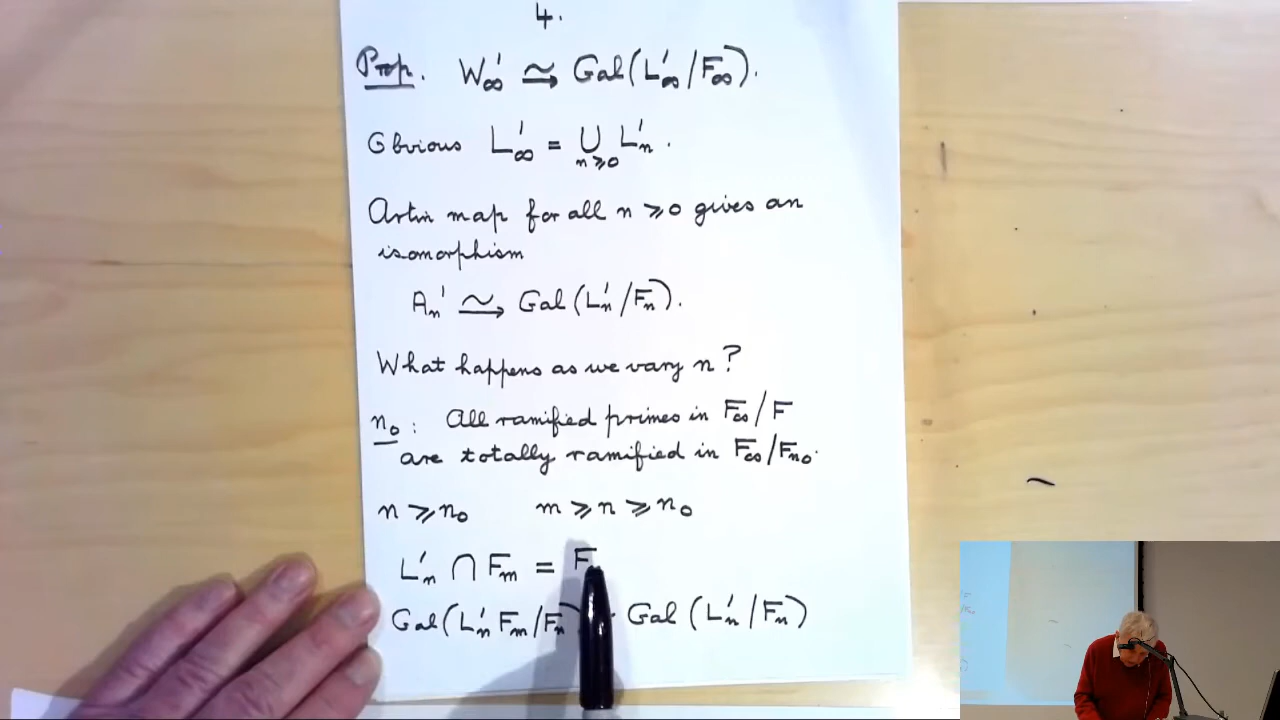 4.
Prop. W'∞ ⥲ Gal(L'∞/F∞).
Obvious L'∞ = ∪ n≥0 L'n.
Artin map for all n ≥ 0 gives an
isomorphism
A'n ⥲ Gal(L'n/Fn).
What happens as we vary n?
n0: All ramified primes in F∞/F
are totally ramified in F∞/Fn0.
n ≥ n0 m ≥ n ≥ n0
L'n ∩ Fm = F
Gal(L'n Fm/Fn) Gal(L'n/Fn)